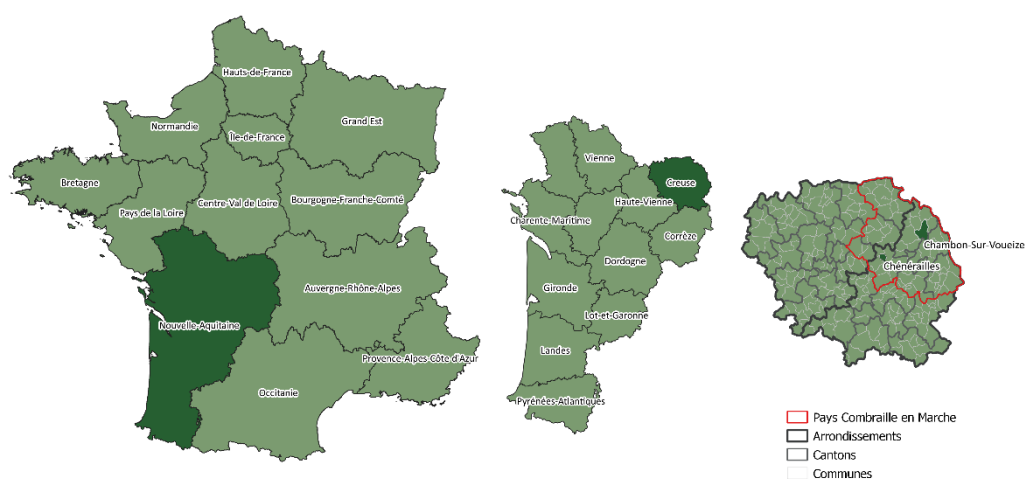 Hauts-de-France
Normandie
Île-de-France
Grand Est
Bretagne
Pays de la Loire
Centre-Val de Loire
Bourgogne-Franche-Comté
Auvergne-Rhône-Alpes
Nouvelle-Aquitaine
Provence-Alpes-Côte d'Azur
Occitanie
Vienne
Creuse
Haute-Vienne
Charente-Maritime
Corrèze
Dordogne
Gironde
Lot-et-Garonne
Landes
Pyrénées-Atlantiques
Chambon-Sur-Voueize
Chénérailles
Pays Combraille en Marche
Arrondissements
Cantons
Communes